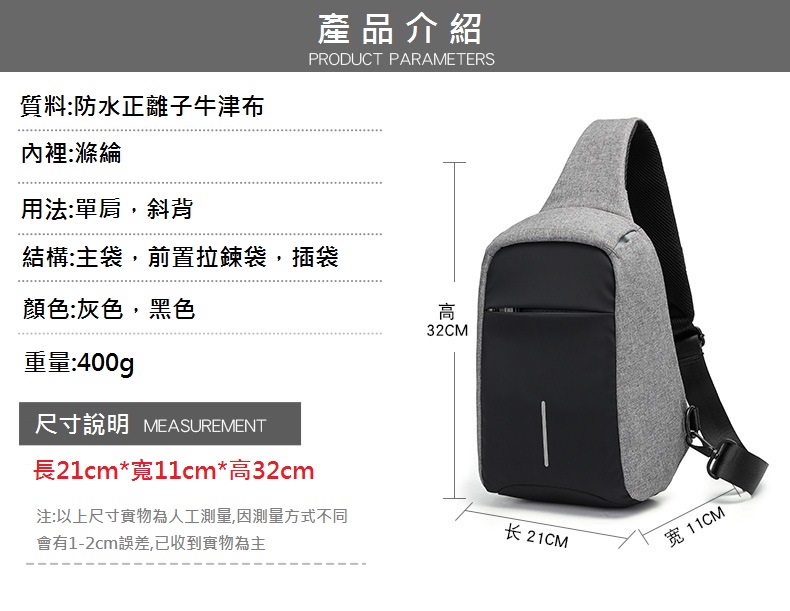 產品介紹
PRODUCT PARAMETERS
質料:防水正離子牛津布
內裡:滌綸
用法:單肩，斜背
結構:主袋，前置拉鍊袋，插袋
顏色:灰色，黑色
重量:400g
尺寸說明 MEASUREMENT
長21cm*寬11cm*高32cm
注:以上尺寸實物為人工測量,因測量方式不同
會有1-2cm誤差,已收到實物為主
高
32CM
长 21CM
宽 11CM